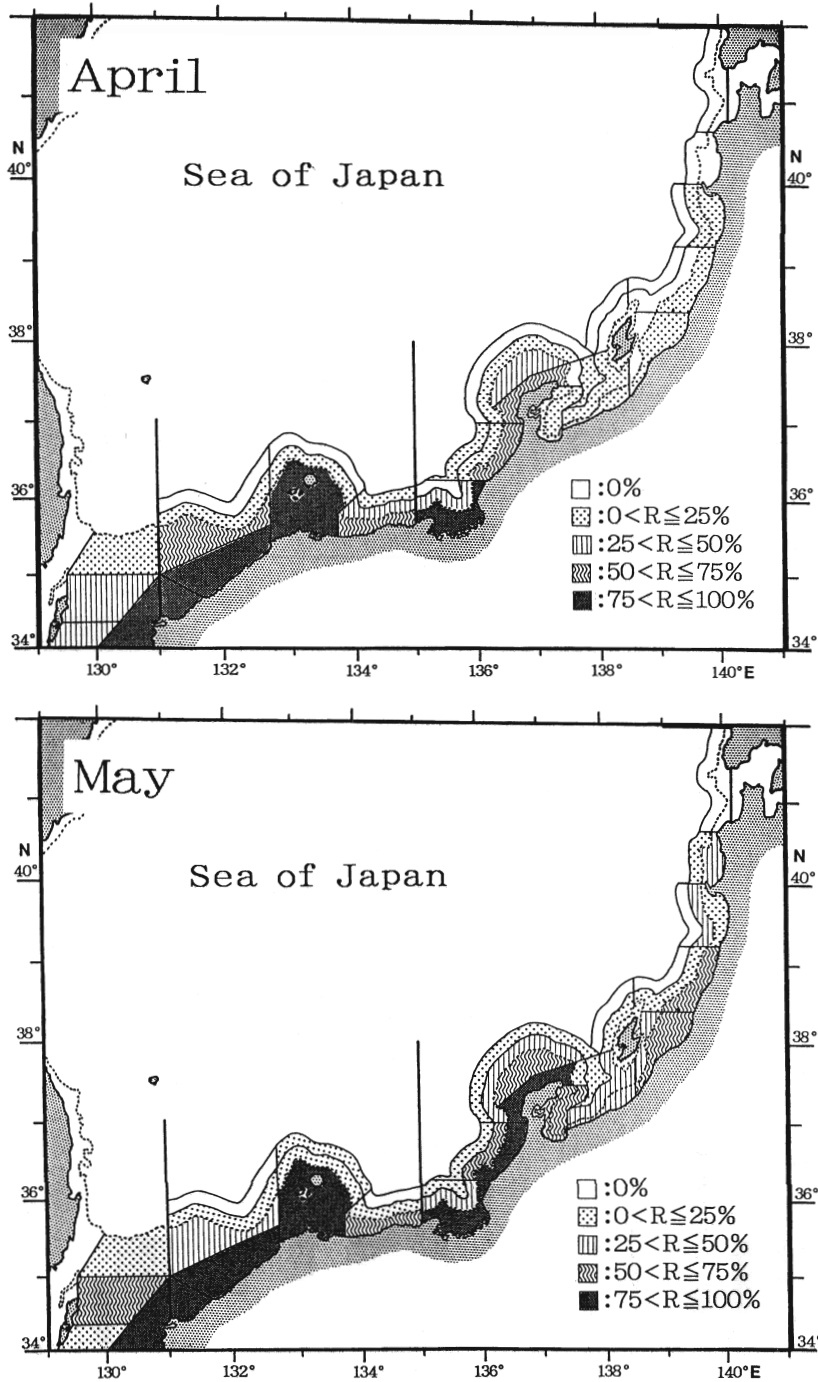 April
N
40°
Sea of Japan
N
40°
38°
38°
36°
36°
:0%
:0<R≦25%
:25<R≦50%
:50<R≦75%
:75<R≦100%
34°
34°
130°
132°
134°
136°
138°
140°E
May
N
40°
Sea of Japan
N
40°
38°
38°
36°
36°
:0%
:0<R≦25%
:25<R≦50%
:50<R≦75%
:75<R≦100%
34°
34°
130°
132°
134°
136°
138°
140°E